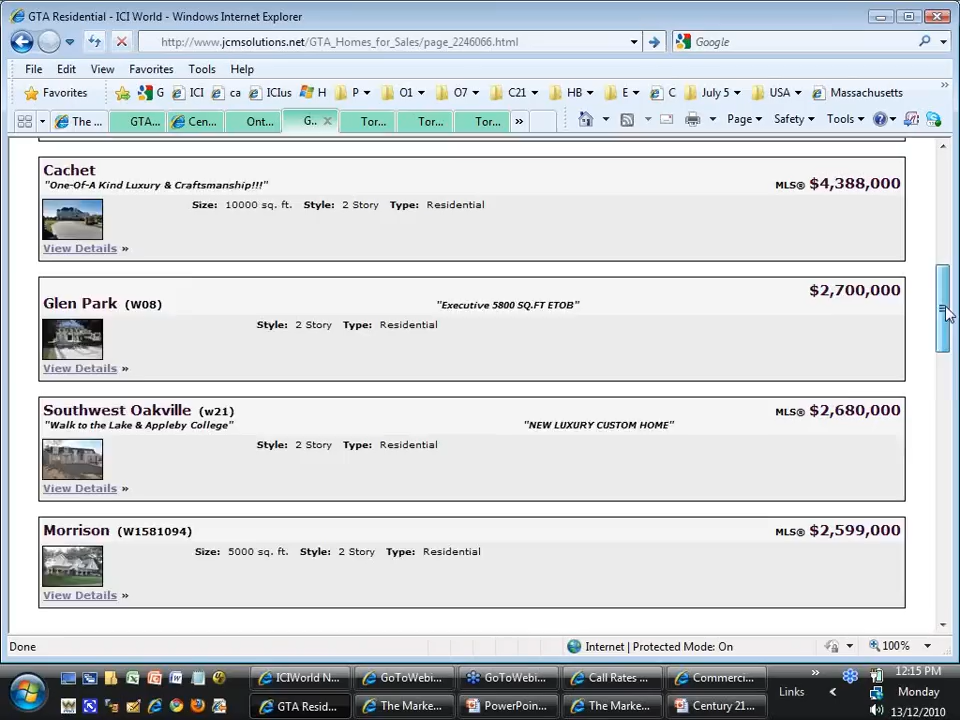 GTA Residential - ICI World - Windows Internet Explorer
http://www.jcmsolutions.net/GTA_Homes_for_Sales/page_2246066.html
Google
File Edit View Favorites Tools Help
Favorites G ICI ca ICIus H P O1 O7 C21 HB E C July 5 USA Massachusetts »
The ... GTA... Cen... Ont... G.. x Tor... Tor... Tor... » Page Safety Tools
Cachet
"One-Of-A Kind Luxury & Craftsmanship!!!"
MLS® $4,388,000
Size: 10000 sq. ft. Style: 2 Story Type: Residential
View Details »
$2,700,000
Glen Park (W08) "Executive 5800 SQ.FT ETOB"
Style: 2 Story Type: Residential
View Details »
Southwest Oakville (w21) MLS® $2,680,000
"Walk to the Lake & Appleby College" "NEW LUXURY CUSTOM HOME"
Style: 2 Story Type: Residential
View Details »
Morrison (W1581094) MLS® $2,599,000
Size: 5000 sq. ft. Style: 2 Story Type: Residential
View Details »
Done Internet | Protected Mode: On 100%
ICIWorld N... GoToWebi... GoToWebi... Call Rates ... Commerci... » 12:15 PM
Links Monday
GTA Resid... The Marke... PowerPoin... The Marke... Century 21... 13/12/2010